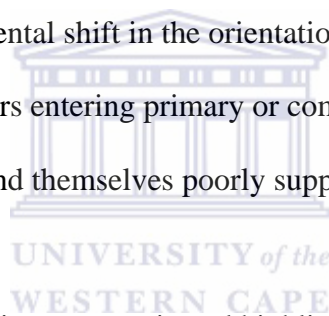 ental shift in the orientatio
rs entering primary or con
nd themselves poorly supp
UNIVERSITY of the
WESTERN CAPE